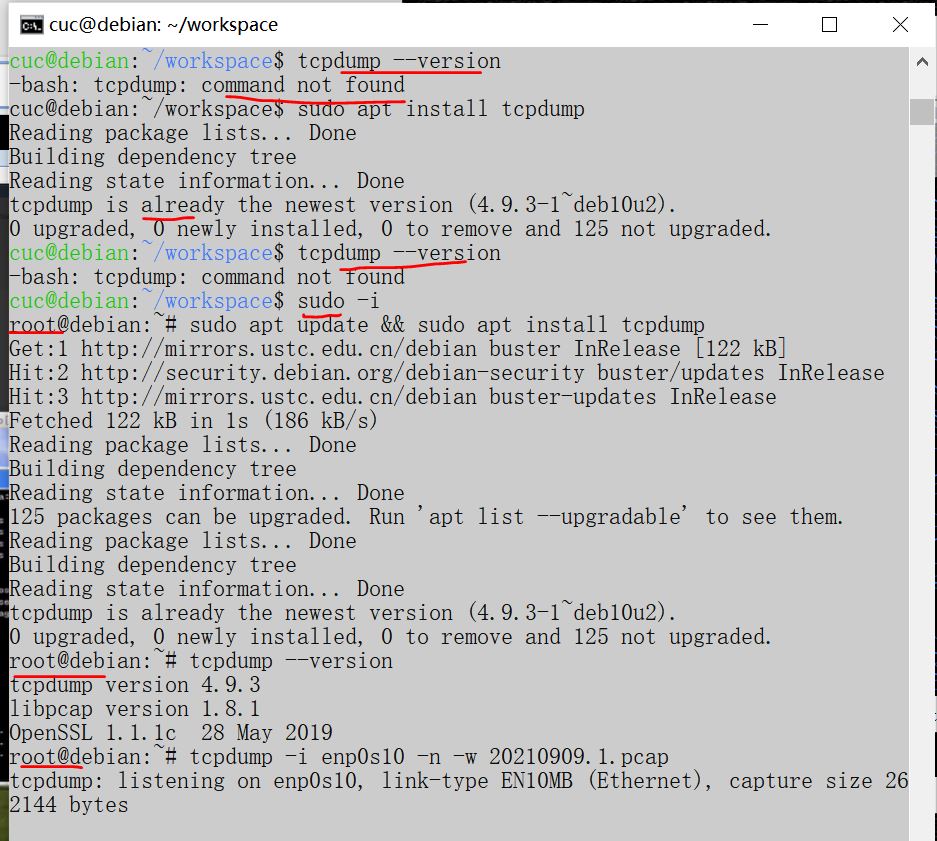 cuc@debian: ~/workspace
cuc@debian:~/workspace$ tcpdump --version
-bash: tcpdump: command not found
cuc@debian:~/workspace$ sudo apt install tcpdump
Reading package lists... Done
Building dependency tree
Reading state information... Done
tcpdump is already the newest version (4.9.3-1~deb10u2).
0 upgraded, 0 newly installed, 0 to remove and 125 not upgraded.
cuc@debian:~/workspace$ tcpdump --version
-bash: tcpdump: command not found
cuc@debian:~/workspace$ sudo -i
root@debian:~# sudo apt update && sudo apt install tcpdump
Get:1 http://mirrors.ustc.edu.cn/debian buster InRelease [122 kB]
Hit:2 http://security.debian.org/debian-security buster/updates InRelease
Hit:3 http://mirrors.ustc.edu.cn/debian buster-updates InRelease
Fetched 122 kB in 1s (186 kB/s)
Reading package lists... Done
Building dependency tree
Reading state information... Done
125 packages can be upgraded. Run 'apt list --upgradable' to see them.
Reading package lists... Done
Building dependency tree
Reading state information... Done
tcpdump is already the newest version (4.9.3-1~deb10u2).
0 upgraded, 0 newly installed, 0 to remove and 125 not upgraded.
root@debian:~# tcpdump --version
tcpdump version 4.9.3
libpcap version 1.8.1
OpenSSL 1.1.1c  28 May 2019
root@debian:~# tcpdump -i enp0s10 -n -w 20210909.1.pcap
tcpdump: listening on enp0s10, link-type EN10MB (Ethernet), capture size 26
2144 bytes